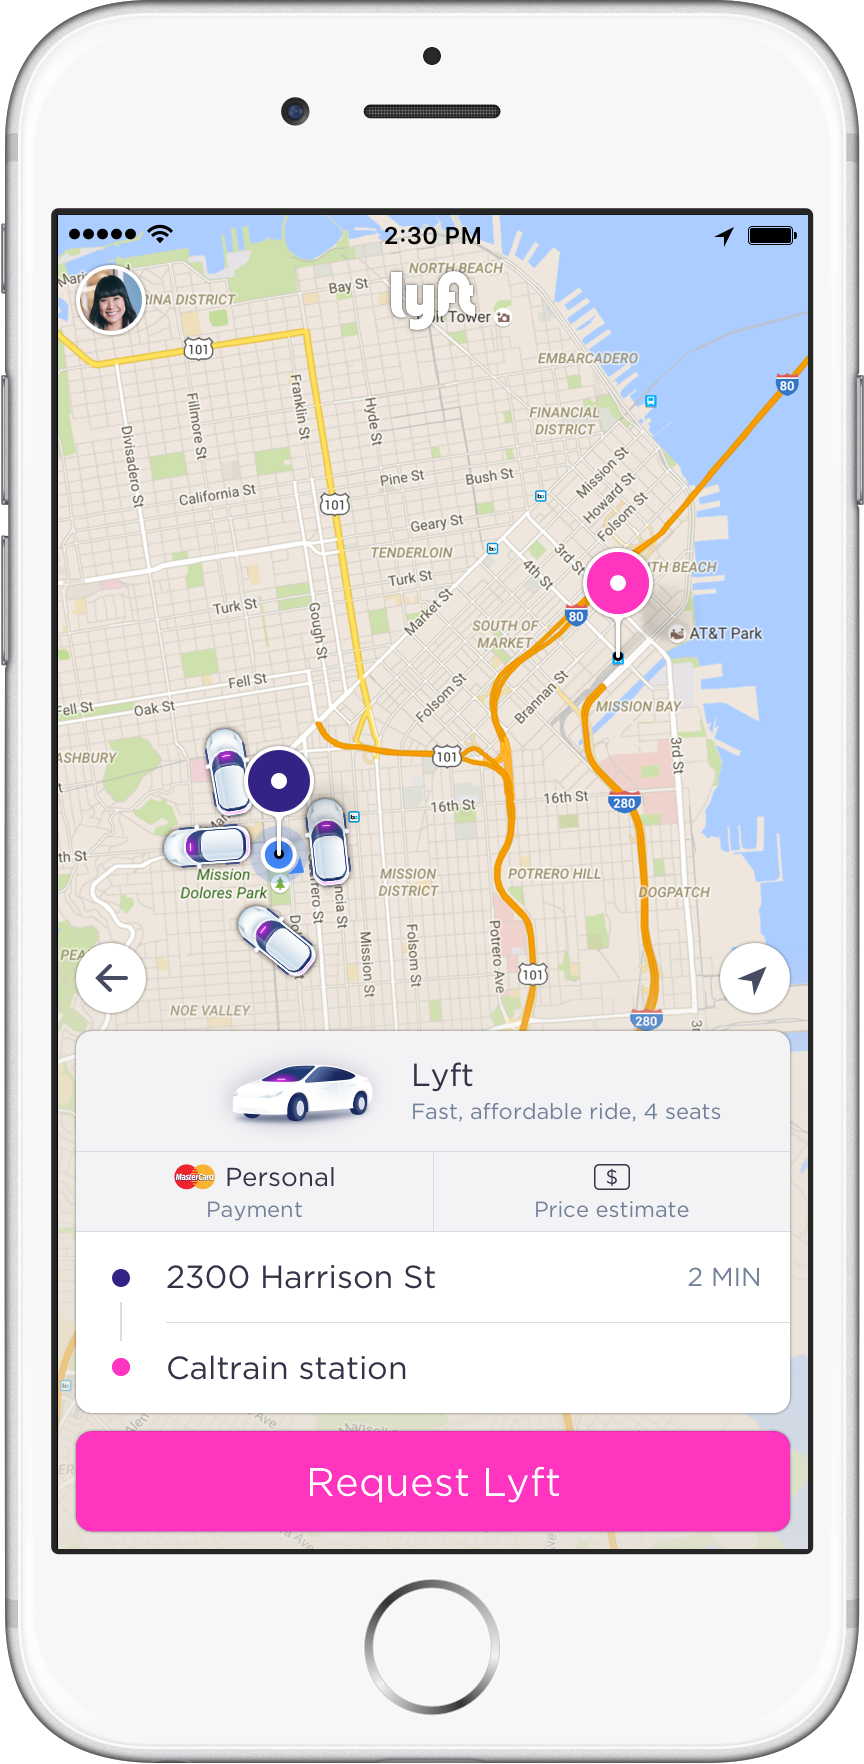 2:30 PM
NORTH BEACH
Bay St
RINA DISTRICT
lyft
Tower
101
EMBARCADERO
80
FINANCIAL
DISTRICT
Franklin St
Hyde St
Fillmore St
Divisadero St
Mission St
Howard St
Folsom St
Pine St
Bush St
California St
101
Geary St
TENDERLOIN
3rd St
4th St
TH BEACH
Turk St
Turk St
Market St
Gough St
80
SOUTH OF
MARKET
AT&T Park
Fell St
Fell St
Oak St
Folsom St
Brannan St
MISSION BAY
ASHBURY
101
3rd St
16th St
16th St
280
th St
Mission
Dolores Park
MISSION
DISTRICT
POTRERO HILL
DOGPATCH
Mission St
Folsom St
Potrero Ave
101
NOE VALLEY
280
Lyft
Fast, affordable ride, 4 seats
MasterCard
Personal
Payment
$
Price estimate
2300 Harrison St
2 MIN
Caltrain station
Request Lyft